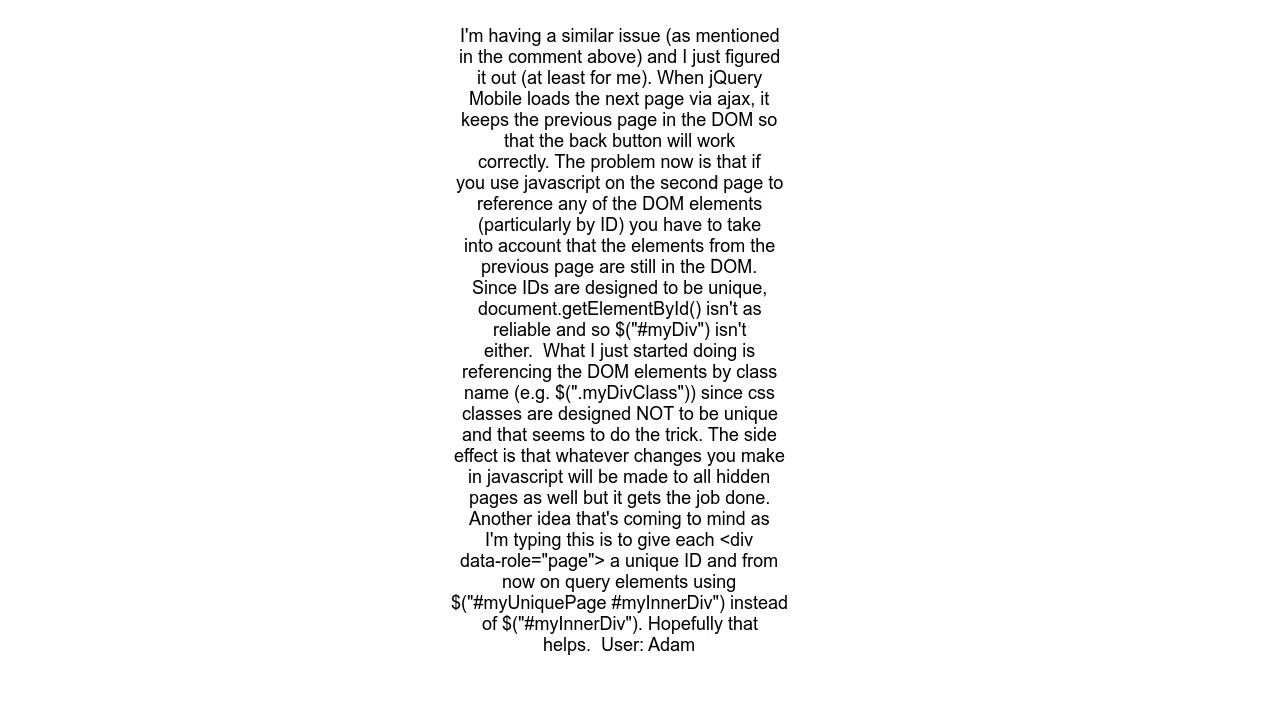 I'm having a similar issue (as mentioned
in the comment above) and I just figured
it out (at least for me). When jQuery
Mobile loads the next page via ajax, it
keeps the previous page in the DOM so
that the back button will work
correctly. The problem now is that if
you use javascript on the second page to
reference any of the DOM elements
(particularly by ID) you have to take
into account that the elements from the
previous page are still in the DOM.
Since IDs are designed to be unique,
document.getElementById() isn't as
reliable and so $("#myDiv") isn't
either.  What I just started doing is
referencing the DOM elements by class
name (e.g. $(".myDivClass")) since css
classes are designed NOT to be unique
and that seems to do the trick. The side
effect is that whatever changes you make
in javascript will be made to all hidden
pages as well but it gets the job done.
Another idea that's coming to mind as
I'm typing this is to give each <div
data-role="page"> a unique ID and from
now on query elements using
$("#myUniquePage #myInnerDiv") instead
of $("#myInnerDiv"). Hopefully that
helps.  User: Adam